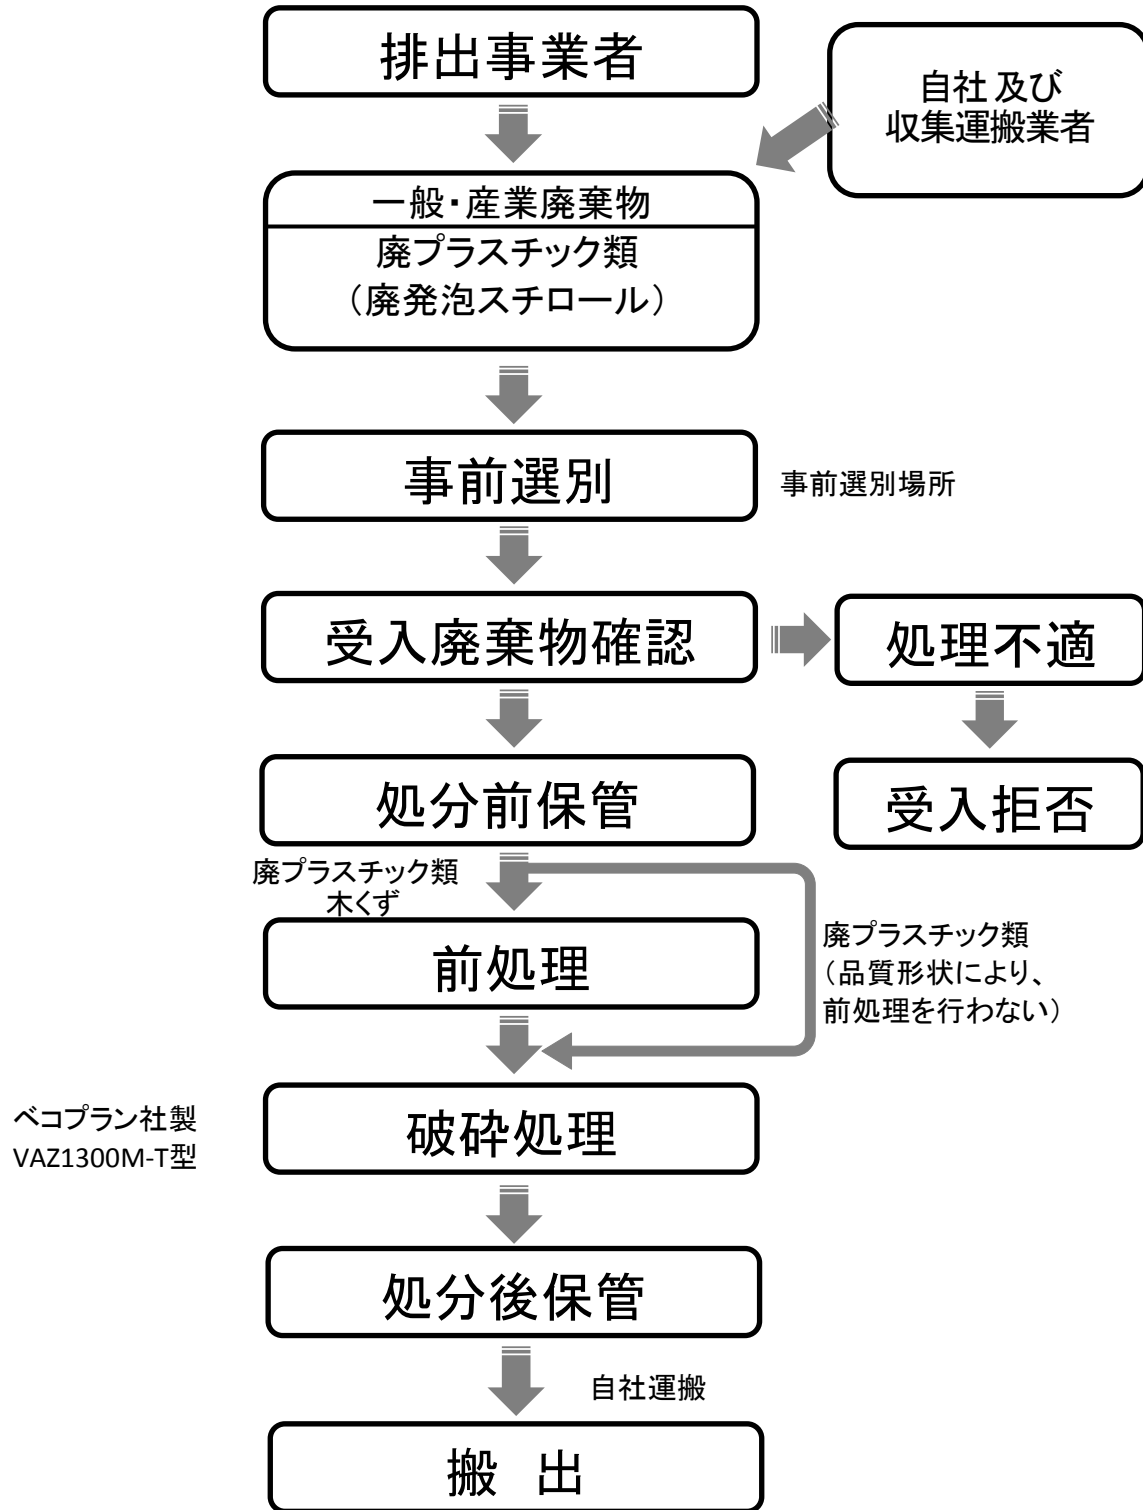 排出事業者
自社 及び
収集運搬業者
一般・産業廃棄物
廃プラスチック類
（廃発泡スチロール）
事前選別
事前選別場所
受入廃棄物確認
処理不適
処分前保管
受入拒否
廃プラスチック類
木くず
前処理
廃プラスチック類
（品質形状により、
前処理を行わない）
ベコプラン社製
VAZ1300M-T型
破砕処理
処分後保管
自社運搬
搬 出